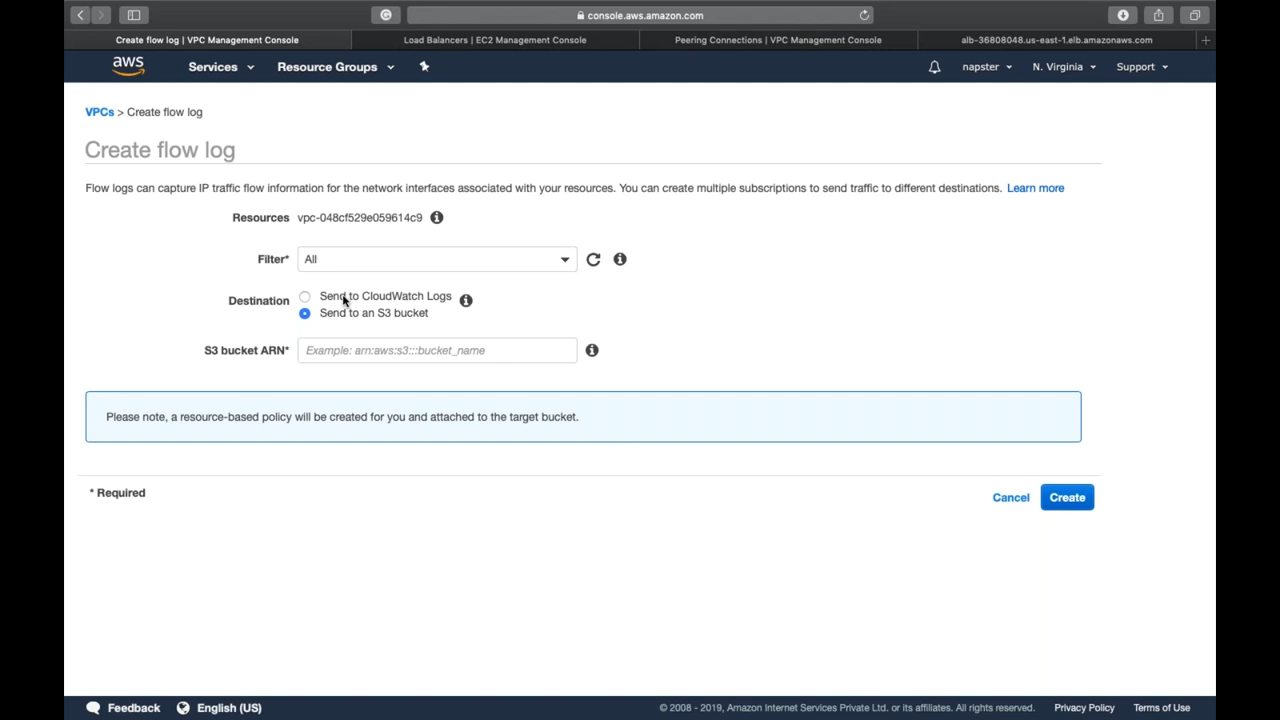 console.aws.amazon.com
Create flow log | VPC Management Console
Load Balancers | EC2 Management Console
Peering Connections | VPC Management Console
alb-36808048.us-east-1.elb.amazonaws.com
aws
Services
Resource Groups
napster
N. Virginia
Support
VPCs > Create flow log
Create flow log
Flow logs can capture IP traffic flow information for the network interfaces associated with your resources. You can create multiple subscriptions to send traffic to different destinations. Learn more
Resources vpc-048cf529e059614c9
Filter* All
Destination Send to CloudWatch Logs
Send to an S3 bucket
S3 bucket ARN* Example: arn:aws:s3:::bucket_name
Please note, a resource-based policy will be created for you and attached to the target bucket.
* Required
Cancel Create
Feedback English (US) © 2008 - 2019, Amazon Internet Services Private Ltd. or its affiliates. All rights reserved. Privacy Policy Terms of Use